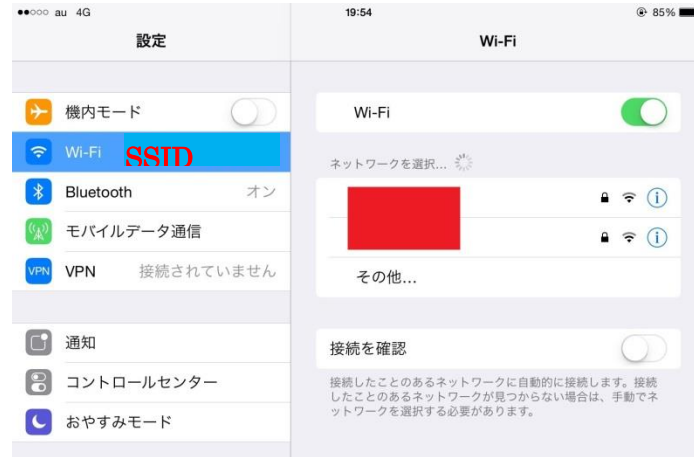 au 4G
19:54
85%
設定
Wi-Fi
機内モード
Wi-Fi SSID
Bluetooth オン
モバイルデータ通信
VPN VPN 接続されていません
通知
コントロールセンター
おやすみモード
Wi-Fi
ネットワークを選択...
その他...
接続を確認
接続したことのあるネットワークに自動的に接続します。接続
したことのあるネットワークが見つからない場合は、手動でネ
ットワークを選択する必要があります。